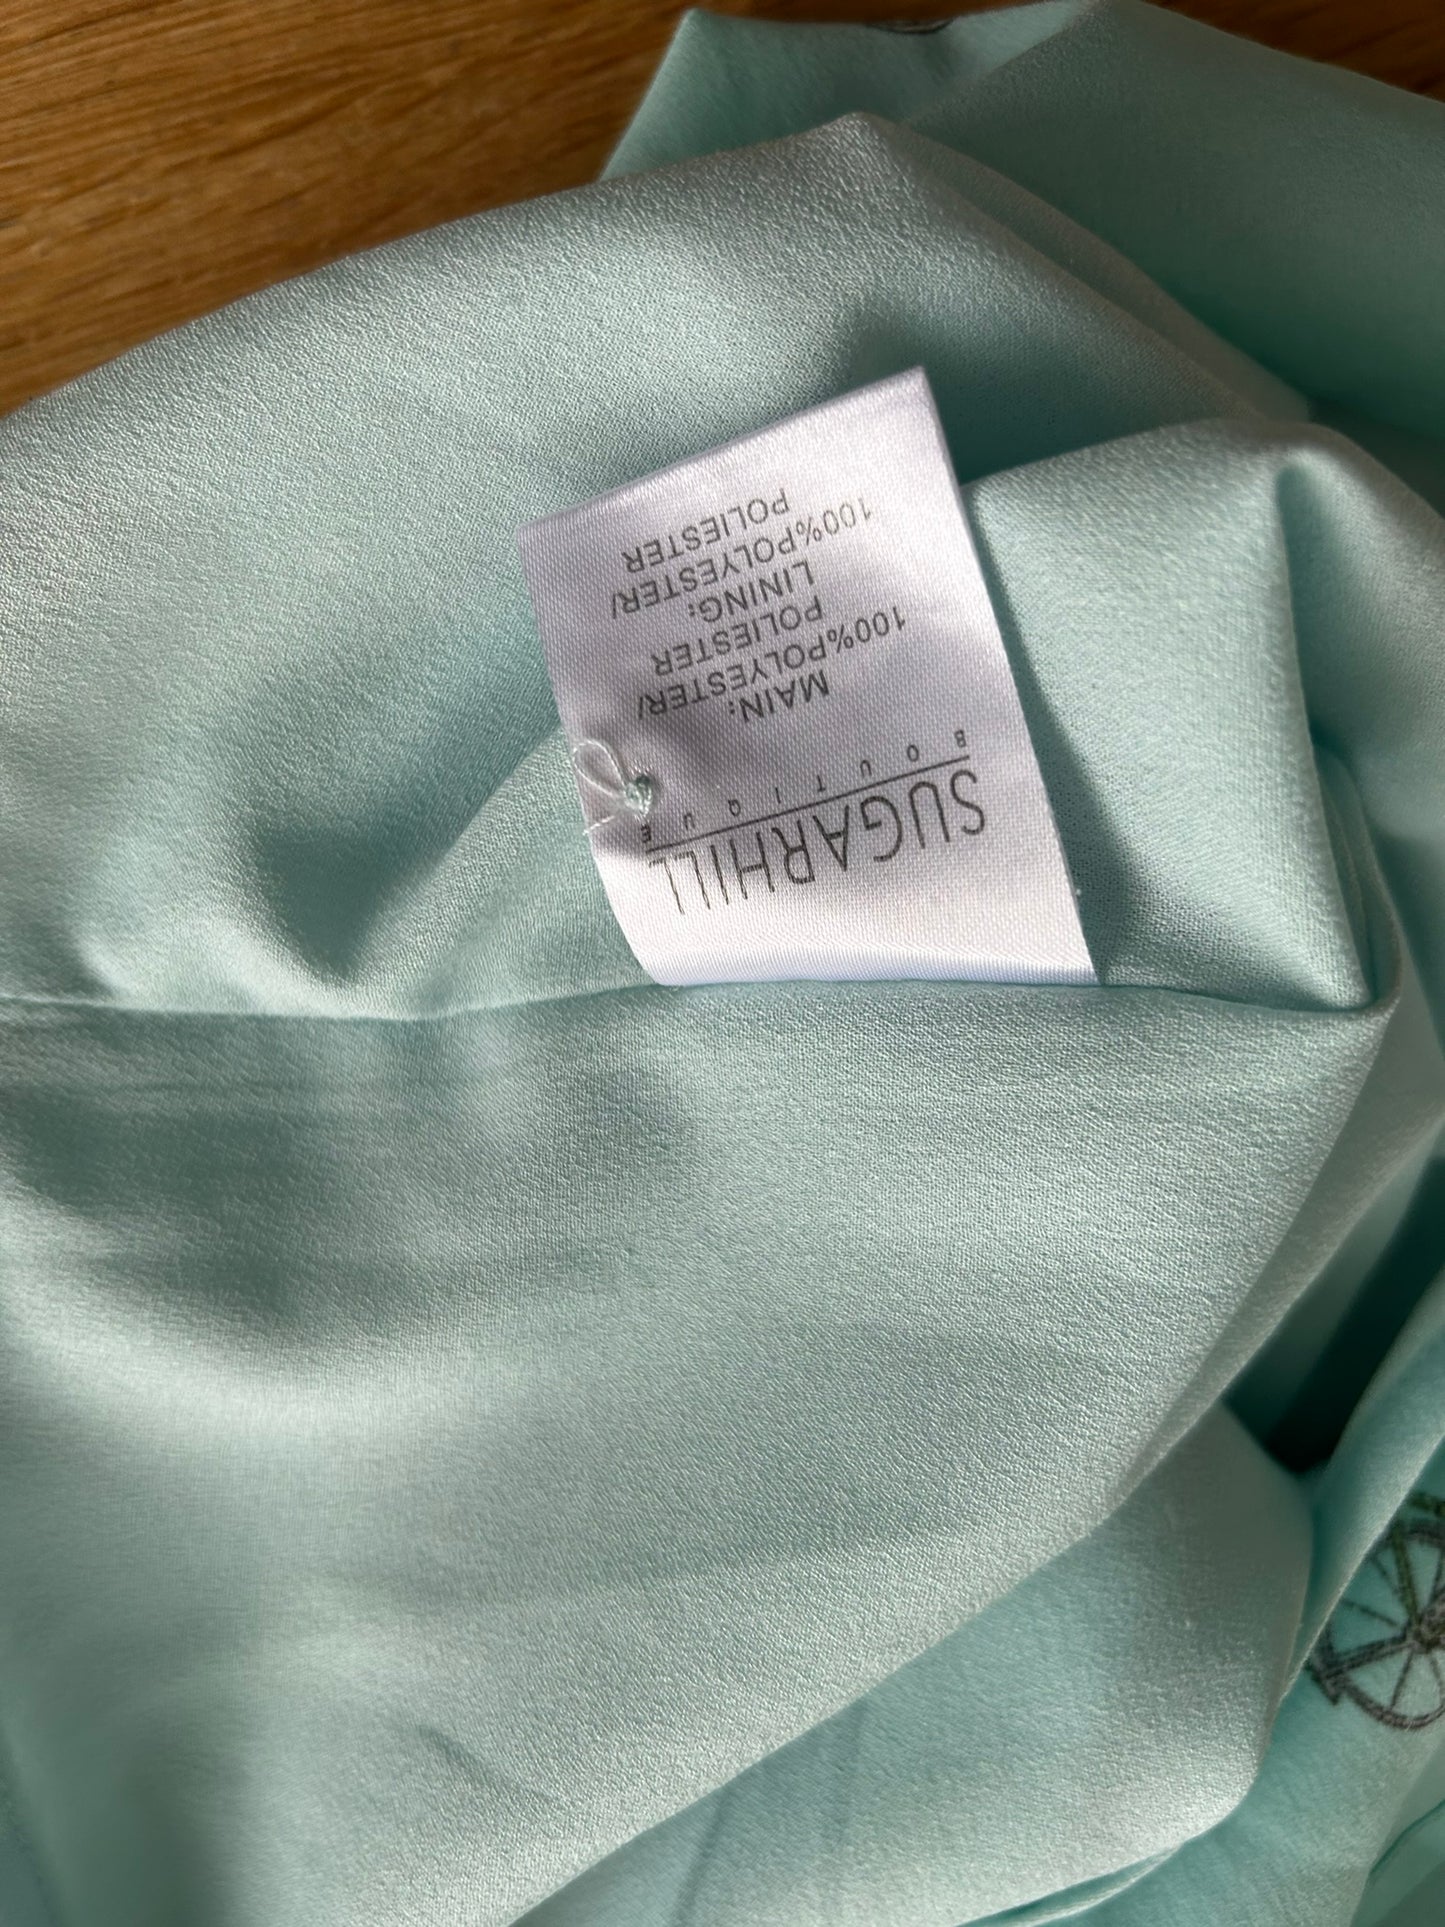 SUGARHILL
BOUTIQUE
MAIN:
100%POLYESTER/
POLIESTER
LINING:
100%POLYESTER/
POLIESTER